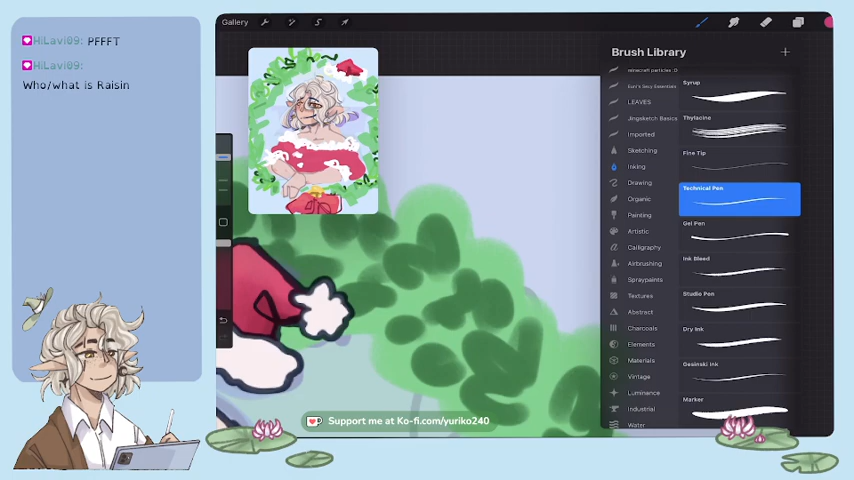 HiLavi09: PFFFT
HiLavi09:
Who/what is Raisin
Gallery
Brush Library
minecraft particles :D
LEAVES
Jingsketch Basics
Imported
Sketching
Inking
Drawing
Organic
Painting
Artistic
Calligraphy
Airbrushing
Spraypaints
Textures
Abstract
Charcoals
Elements
Materials
Vintage
Luminance
Industrial
Water
Syrup
Thylacine
Fine Tip
Technical Pen
Gel Pen
Ink Bleed
Studio Pen
Dry Ink
Gesinski Ink
Marker
Support me at Ko-fi.com/yuriko240